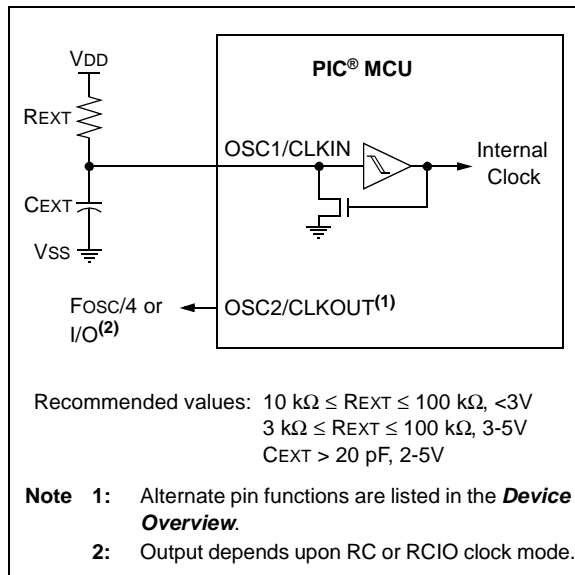 VDD
PIC® MCU
REXT
OSC1/CLKIN
Internal
Clock
CEXT
VSS
FOSC/4 or
I/O(2)
OSC2/CLKOUT(1)
Recommended values: 10 kΩ ≤ REXT ≤ 100 kΩ, <3V
3 kΩ ≤ REXT ≤ 100 kΩ, 3-5V
CEXT > 20 pF, 2-5V
Note 1: Alternate pin functions are listed in the Device
Overview.
2: Output depends upon RC or RCIO clock mode.